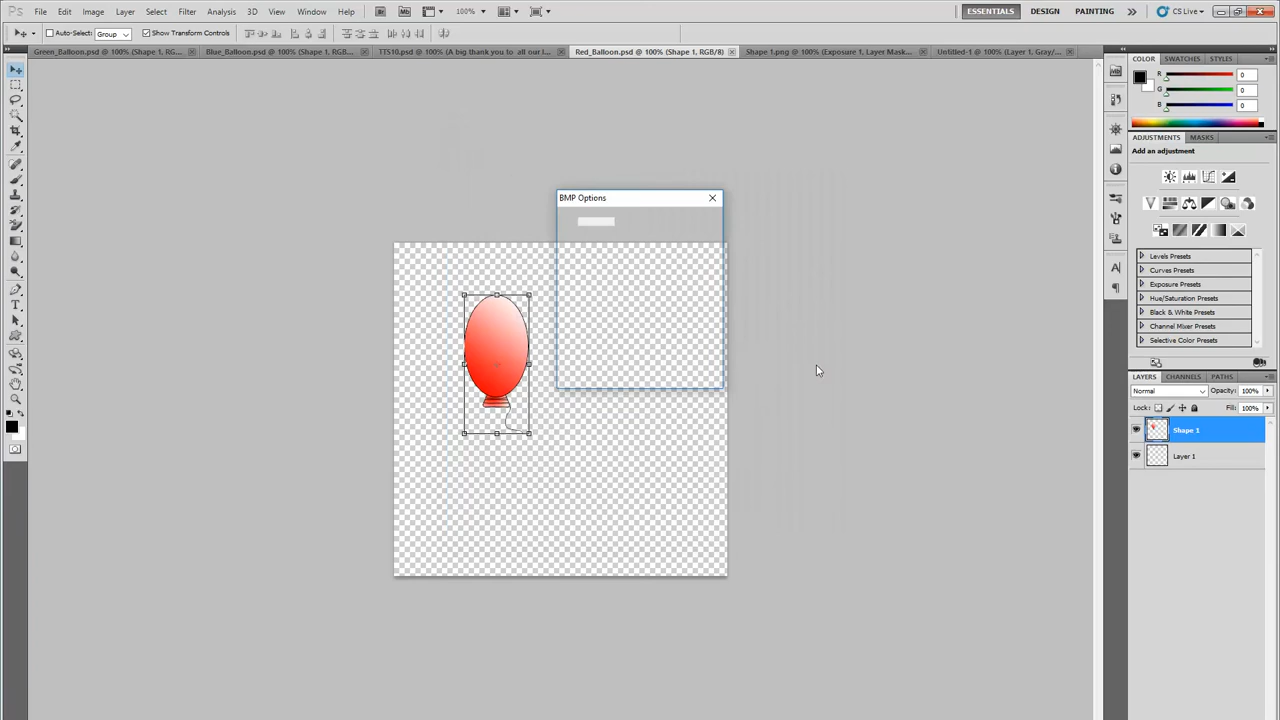 Ps File Edit Image Layer Select Filter Analysis 3D View Window Help Br Mb 100% ESSENTIALS DESIGN PAINTING CS Live
Auto-Select: Group Show Transform Controls
Green_Balloon.psd @ 100% (Shape 1, RG... Blue_Balloon.psd @ 100% (Shape 1, RGB... TTS10.psd @ 100% (A big thank you to all our l... Red_Balloon.psd @ 100% (Shape 1, RGB/8) Shape 1.png @ 100% (Exposure 1, Layer Mask... Untitled-1 @ 100% (Layer 1, Gray/...
BMP Options
Mb
COLOR SWATCHES STYLES
R 0
G 0
B 0
ADJUSTMENTS MASKS
Add an adjustment
Levels Presets
Curves Presets
Exposure Presets
Hue/Saturation Presets
Black & White Presets
Channel Mixer Presets
Selective Color Presets
LAYERS CHANNELS PATHS
Normal Opacity: 100%
Lock: Fill: 100%
Shape 1
Layer 1